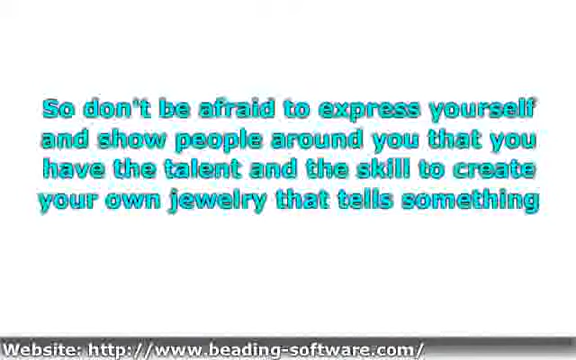 So don't be afraid to express yourself
and show people around you that you
have the talent and the skill to create
your own jewelry that tells something
Website: http://www.beading-software.com/